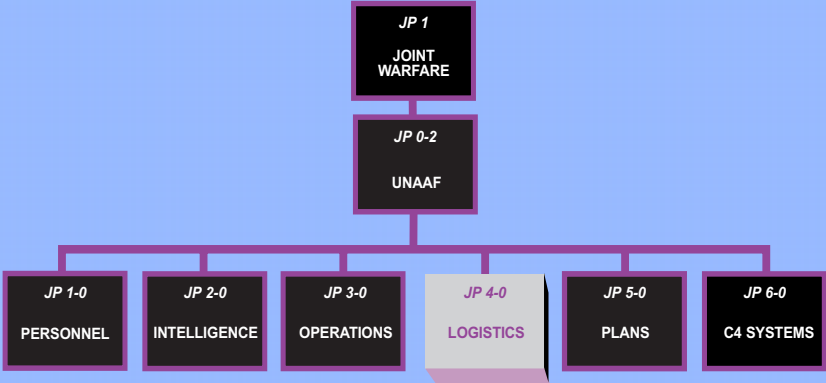 JP 1
JOINT
WARFARE
JP 0-2
UNAAF
JP 1-0
PERSONNEL
JP 2-0
INTELLIGENCE
JP 3-0
OPERATIONS
JP 4-0
LOGISTICS
JP 5-0
PLANS
JP 6-0
C4 SYSTEMS